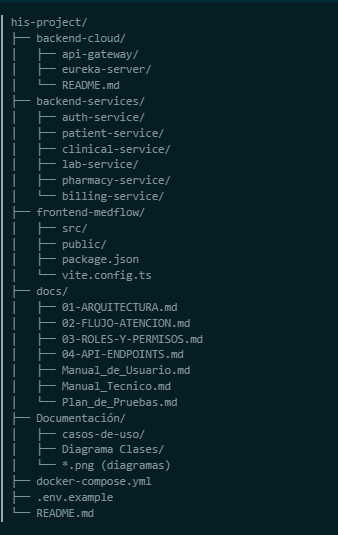 his-project/
├── backend-cloud/
│   ├── api-gateway/
│   ├── eureka-server/
│   └── README.md
├── backend-services/
│   ├── auth-service/
│   ├── patient-service/
│   ├── clinical-service/
│   ├── lab-service/
│   ├── pharmacy-service/
│   └── billing-service/
├── frontend-medflow/
│   ├── src/
│   ├── public/
│   ├── package.json
│   └── vite.config.ts
├── docs/
│   ├── 01-ARQUITECTURA.md
│   ├── 02-FLUJO-ATENCION.md
│   ├── 03-ROLES-Y-PERMISOS.md
│   ├── 04-API-ENDPOINTS.md
│   ├── Manual_de_Usuario.md
│   ├── Manual_Tecnico.md
│   └── Plan_de_Pruebas.md
├── Documentación/
│   ├── casos-de-uso/
│   ├── Diagrama Clases/
│   └── *.png (diagramas)
├── docker-compose.yml
├── .env.example
└── README.md